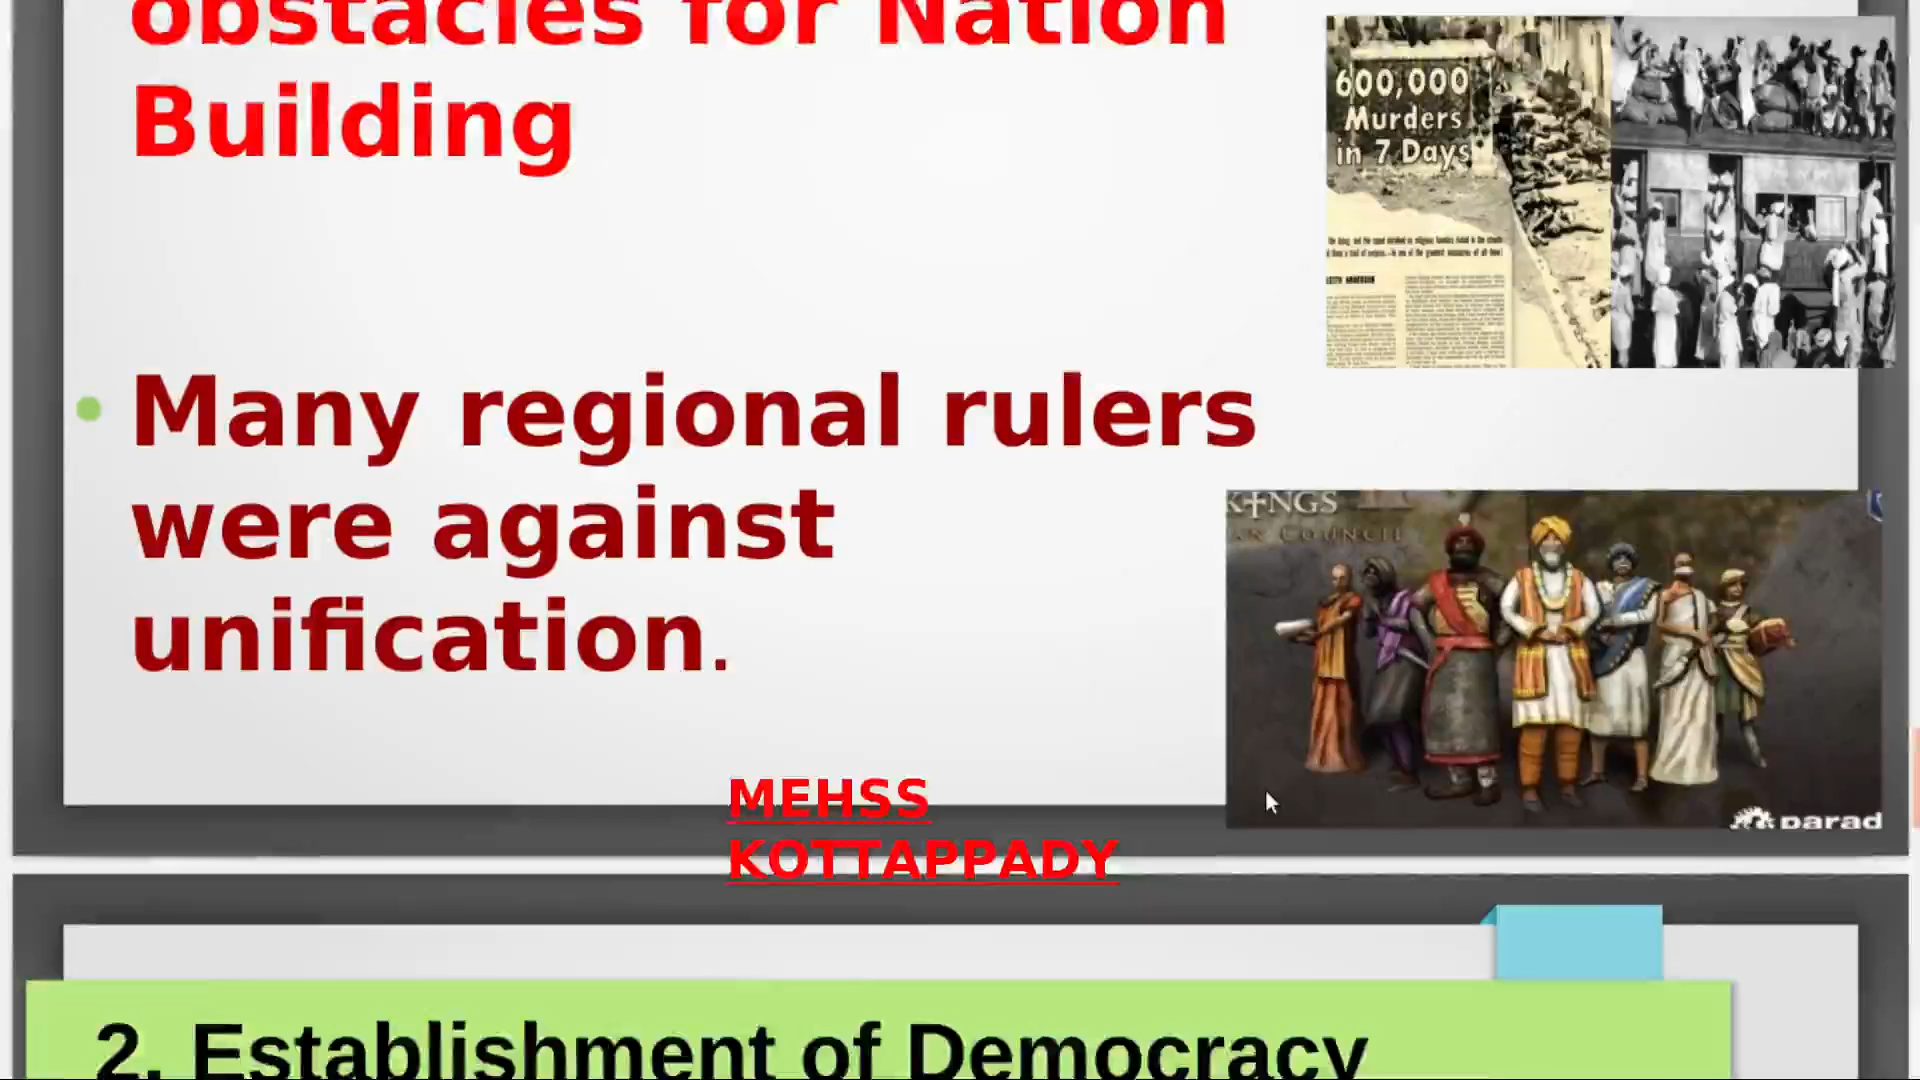 obstacles for Nation
Building
600,000
Murders
in 7 Days
• Many regional rulers
were against
unification.
KINGS
COUNCIL
parad
MEHSS
KOTTAPPADY
2. Establishment of Democracy